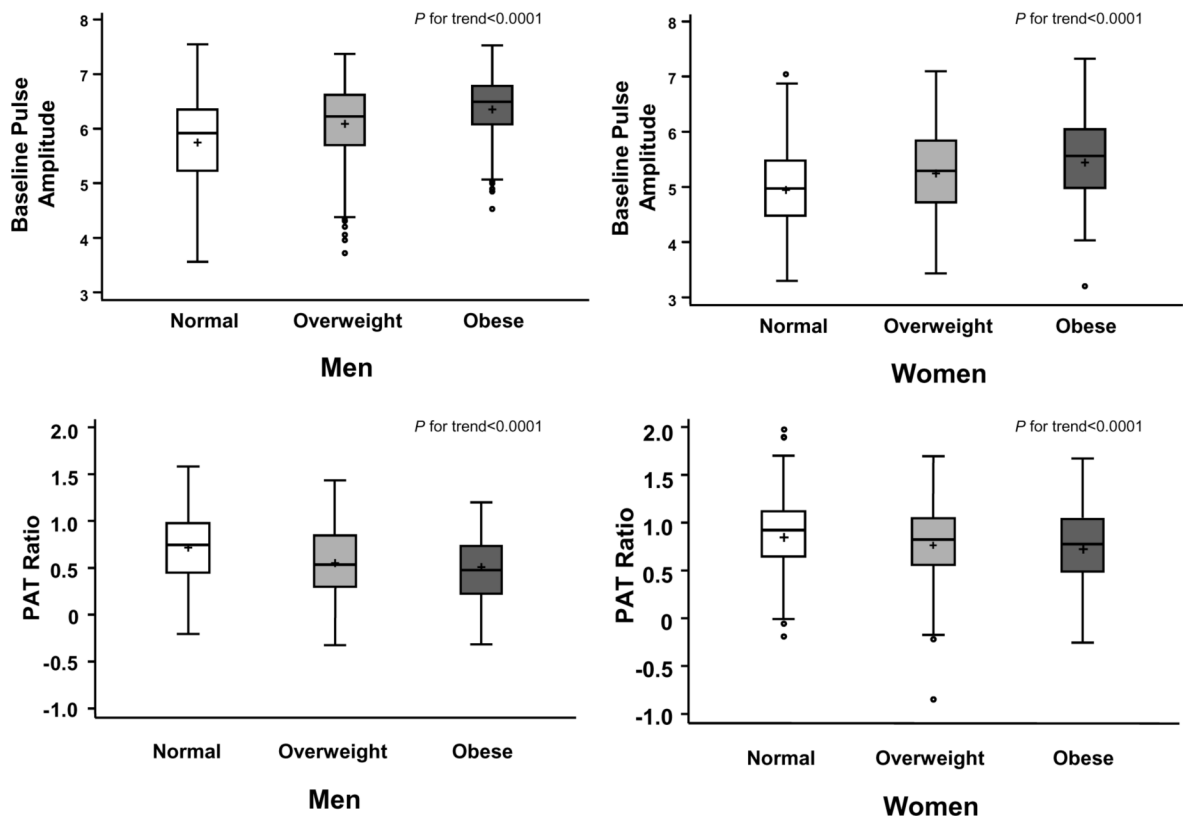 P for trend<0.0001
8
7
6
5
4
3
Baseline Pulse
Amplitude
Normal Overweight Obese
Men
P for trend<0.0001
8
7
6
5
4
3
Baseline Pulse
Amplitude
Normal Overweight Obese
Women
P for trend<0.0001
2.0
1.5
1.0
0.5
0
-0.5
-1.0
PAT Ratio
Normal Overweight Obese
Men
P for trend<0.0001
2.0
1.5
1.0
0.5
0
-0.5
-1.0
PAT Ratio
Normal Overweight Obese
Women